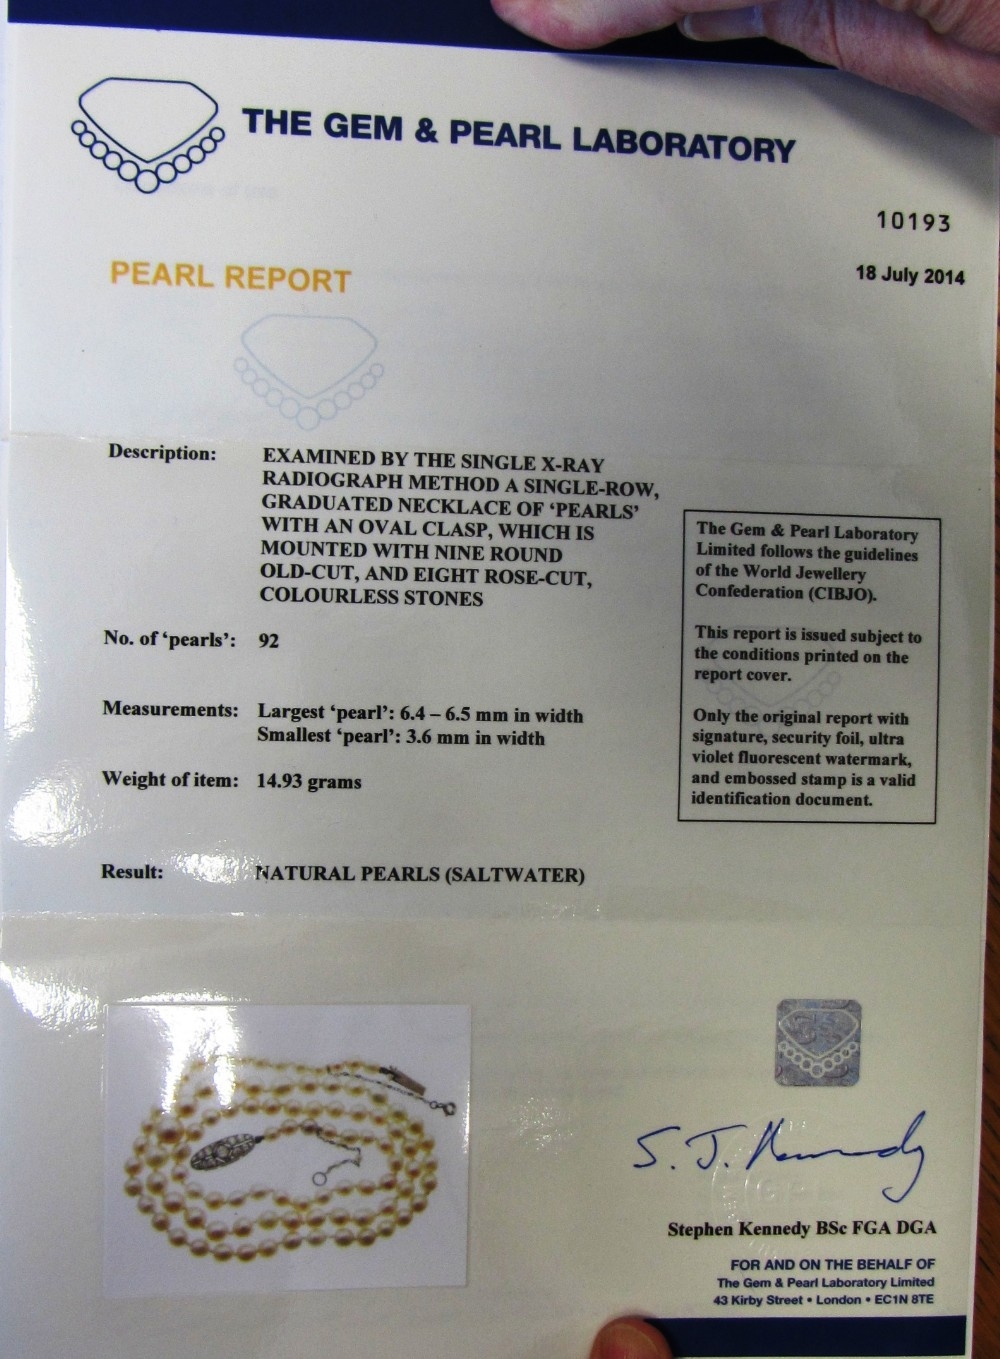 THE GEM & PEARL LABORATORY
10193
18 July 2014
PEARL REPORT
Description: EXAMINED BY THE SINGLE X-RAY
RADIOGRAPH METHOD A SINGLE-ROW,
GRADUATED NECKLACE OF ‘PEARLS’
WITH AN OVAL CLASP, WHICH IS
MOUNTED WITH NINE ROUND
OLD-CUT, AND EIGHT ROSE-CUT,
COLOURLESS STONES
No. of ‘pearls’: 92
Measurements: Largest ‘pearl’: 6.4 – 6.5 mm in width
Smallest ‘pearl’: 3.6 mm in width
Weight of item: 14.93 grams
Result: NATURAL PEARLS (SALTWATER)
The Gem & Pearl Laboratory
Limited follows the guidelines
of the World Jewellery
Confederation (CIBJO).
This report is issued subject to
the conditions printed on the
report cover.
Only the original report with
signature, security foil, ultra
violet fluorescent watermark,
and embossed stamp is a valid
identification document.
S. J. Kennedy
Stephen Kennedy BSc FGA DGA
FOR AND ON THE BEHALF OF
The Gem & Pearl Laboratory Limited
43 Kirby Street • London • EC1N 8TE